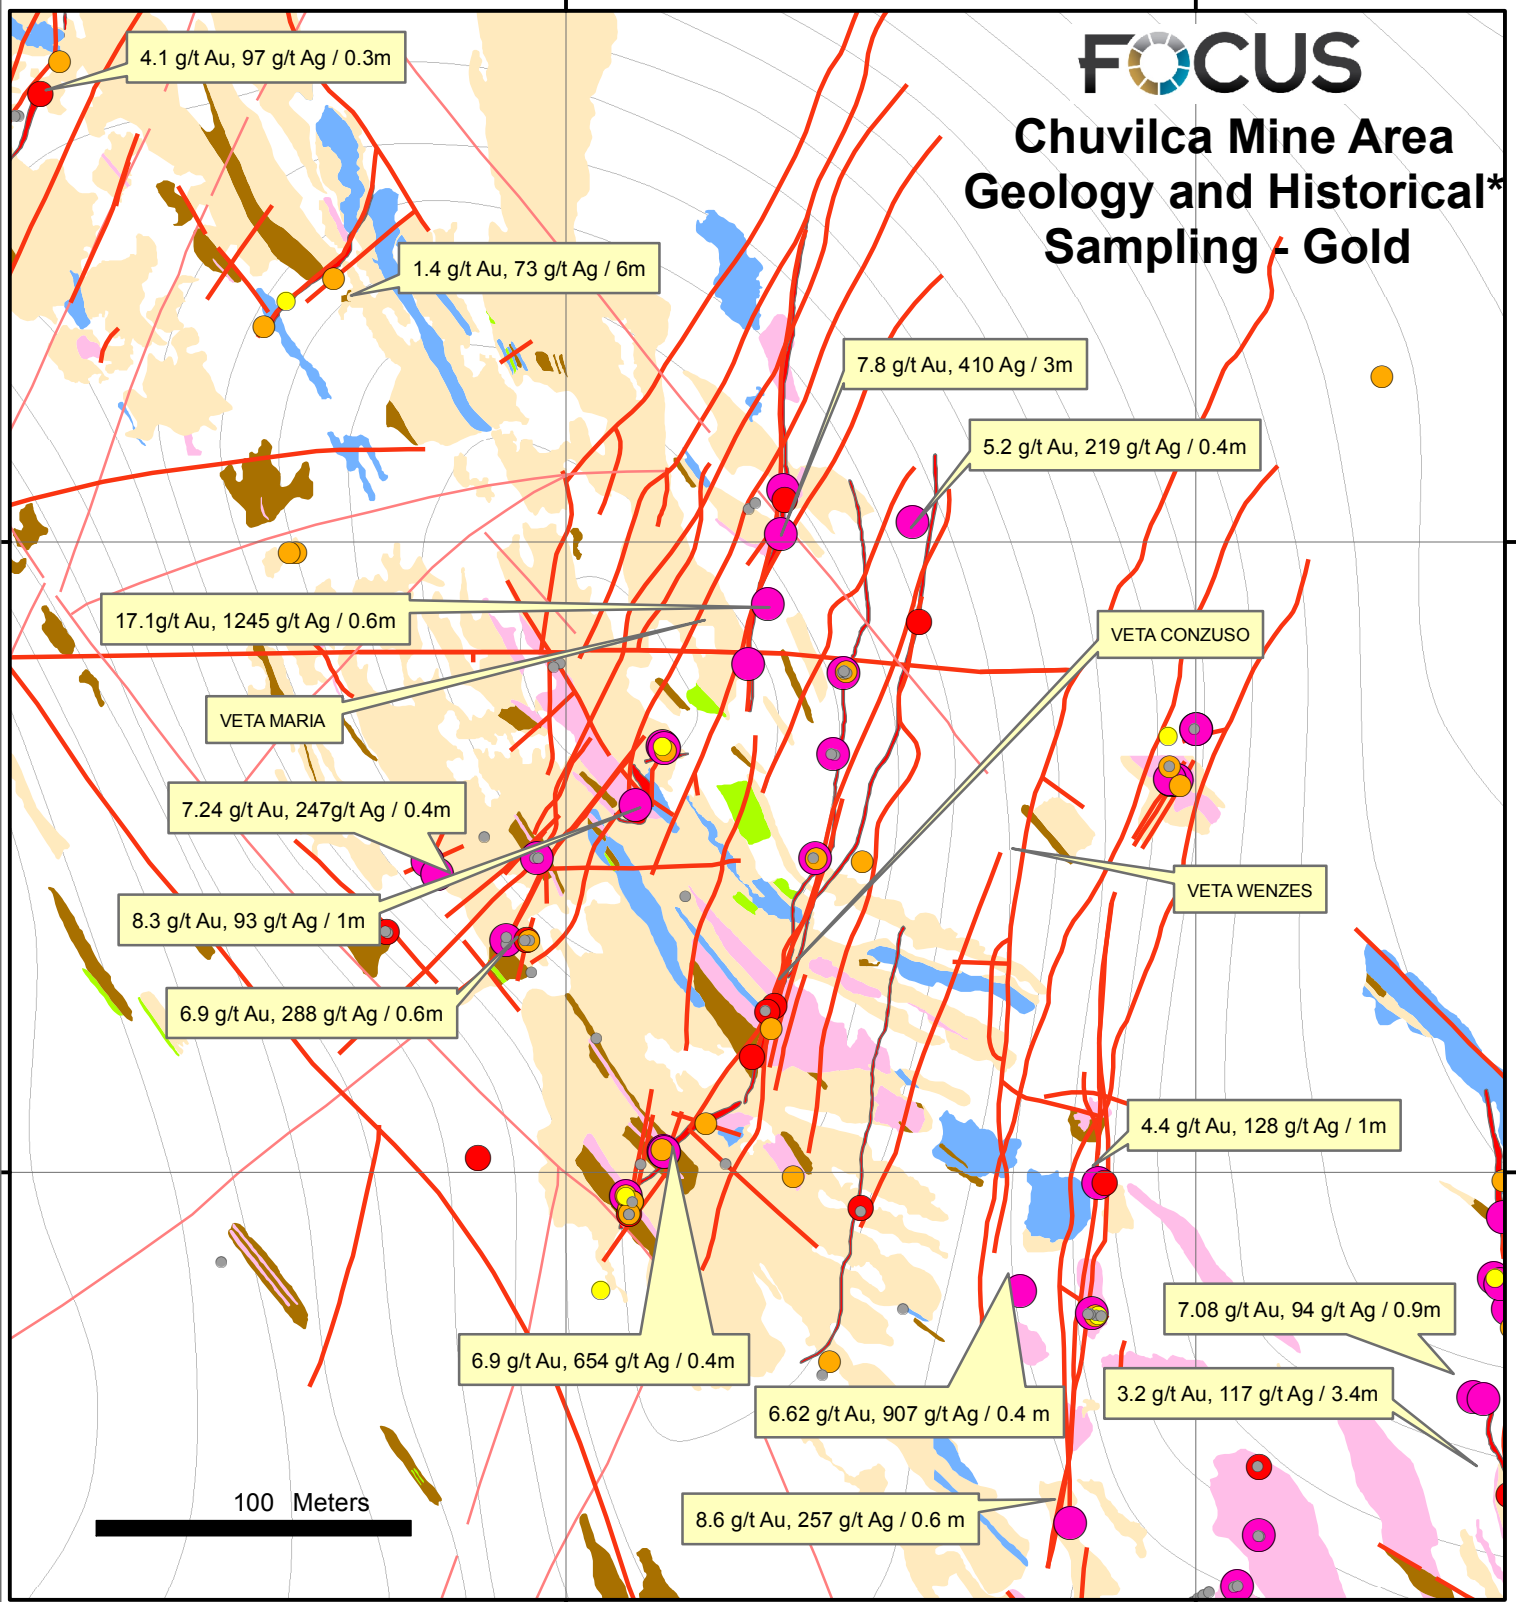 FOCUS
Chuvilca Mine Area
Geology and Historical*
Sampling - Gold
4.1 g/t Au, 97 g/t Ag / 0.3m
1.4 g/t Au, 73 g/t Ag / 6m
7.8 g/t Au, 410 Ag / 3m
5.2 g/t Au, 219 g/t Ag / 0.4m
17.1g/t Au, 1245 g/t Ag / 0.6m
VETA CONZUSO
VETA MARIA
7.24 g/t Au, 247g/t Ag / 0.4m
VETA WENZES
8.3 g/t Au, 93 g/t Ag / 1m
6.9 g/t Au, 288 g/t Ag / 0.6m
4.4 g/t Au, 128 g/t Ag / 1m
7.08 g/t Au, 94 g/t Ag / 0.9m
6.9 g/t Au, 654 g/t Ag / 0.4m
3.2 g/t Au, 117 g/t Ag / 3.4m
6.62 g/t Au, 907 g/t Ag / 0.4 m
100 Meters
8.6 g/t Au, 257 g/t Ag / 0.6 m